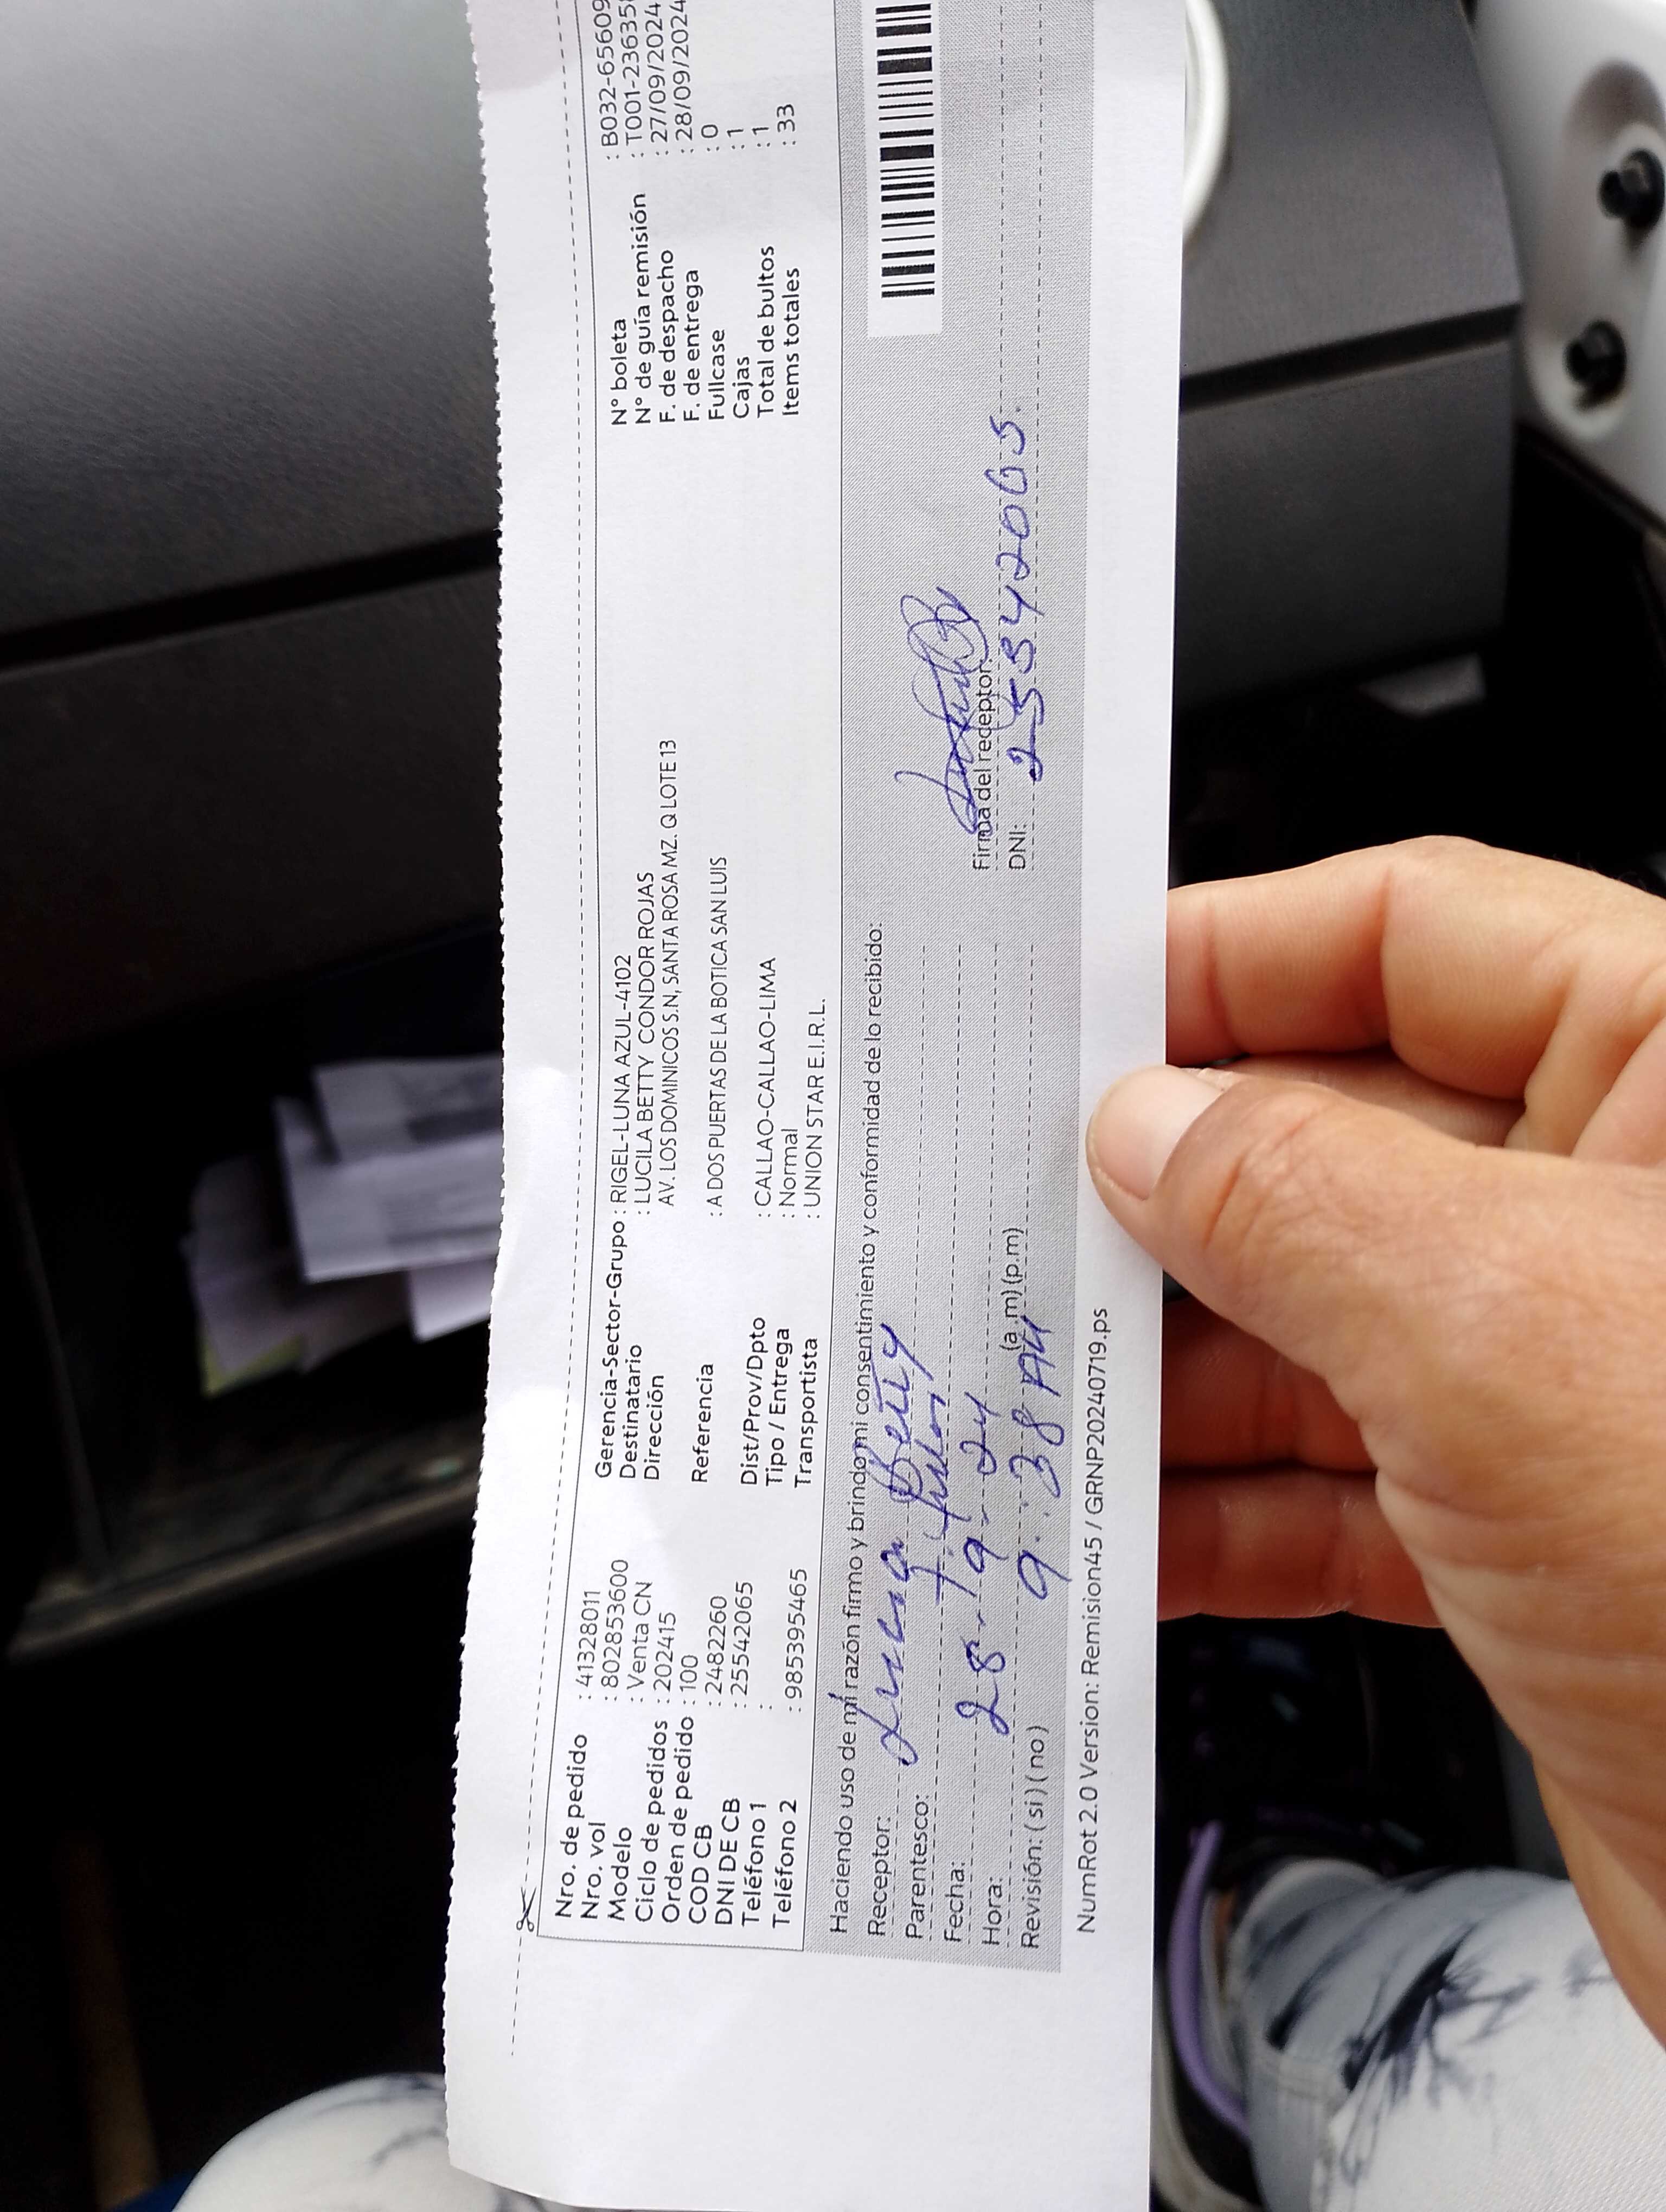 Nro. de pedido : 41328011
Nro. vol : 802853600
Modelo : Venta CN
Ciclo de pedidos : 202415
Orden de pedido : 100
COD CB : 2482260
DNI DE CB : 25542065
Teléfono 1 :
Teléfono 2 : 985395465
Gerencia-Sector-Grupo : RIGEL-LUNA AZUL-4102
Destinatario : LUCILA BETTY CONDOR ROJAS
Dirección AV. LOS DOMINICOS S.N, SANTA ROSA MZ. Q LOTE 13
Referencia : A DOS PUERTAS DE LA BOTICA SAN LUIS
Dist/Prov/Dpto : CALLAO-CALLAO-LIMA
Tipo / Entrega : Normal
Transportista : UNION STAR E.I.R.L.
N° boleta : B032-65609
N° de guía remisión : T001-23635
F. de despacho : 27/09/2024
F. de entrega : 28/09/2024
Fullcase : 0
Cajas : 1
Total de bultos : 1
Items totales : 33
Haciendo uso de mi razón firmo y brindo mi consentimiento y conformidad de lo recibido:
Receptor: Betty
Parentesco:
Fecha: 28-9-24
Hora: 9:38 AM (a.m) (p.m)
Revisión: ( si ) ( no )
Firma del receptor:
DNI: 25542065.
NumRot 2.0 Version: Remision45 / GRNP20240719.ps